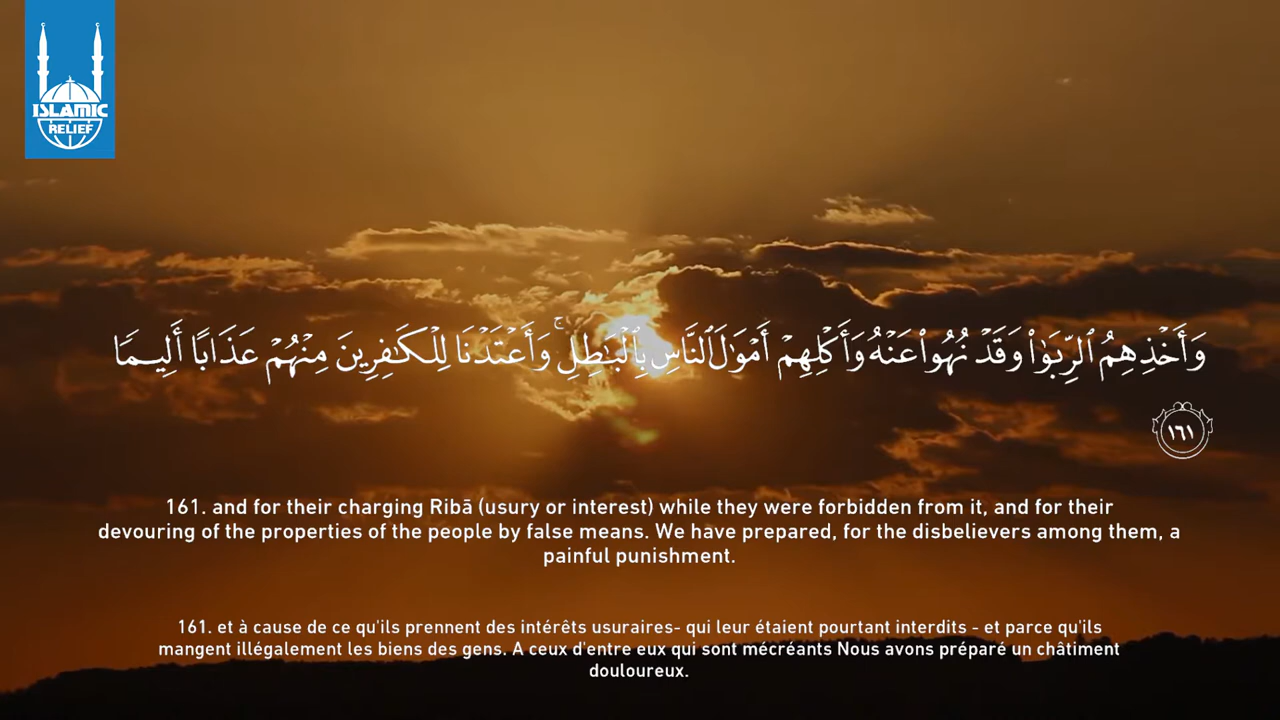 ISLAMIC
RELIEF
وَأَخْذِهِمُ ٱلرِّبَوٰا۟ وَقَدْ نُهُوا۟ عَنْهُ وَأَكْلِهِمْ أَمْوَٰلَ ٱلنَّاسِ بِٱلْبَـٰطِلِ ۚ وَأَعْتَدْنَا لِلْكَـٰفِرِينَ مِنْهُمْ عَذَابًا أَلِيمًا
١٦١
161. and for their charging Ribā (usury or interest) while they were forbidden from it, and for their
devouring of the properties of the people by false means. We have prepared, for the disbelievers among them, a
painful punishment.
161. et à cause de ce qu'ils prennent des intérêts usuraires- qui leur étaient pourtant interdits - et parce qu'ils
mangent illégalement les biens des gens. A ceux d'entre eux qui sont mécréants Nous avons préparé un châtiment
douloureux.